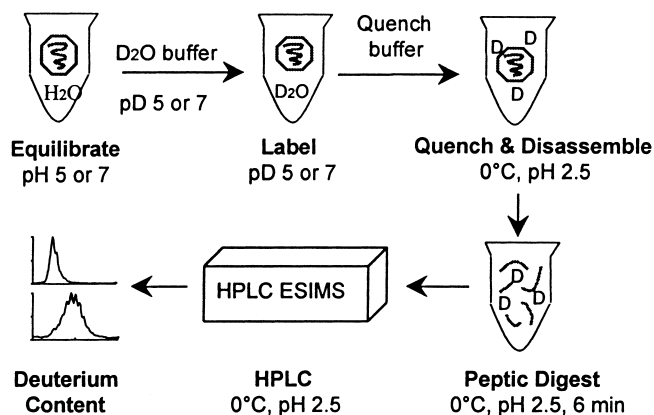 H2O
Equilibrate
pH 5 or 7
D2O buffer
pD 5 or 7
D2O
Label
pD 5 or 7
Quench
buffer
D D
D
Quench & Disassemble
0°C, pH 2.5
D
D D
Peptic Digest
0°C, pH 2.5, 6 min
HPLC ESIMS
HPLC
0°C, pH 2.5
Deuterium
Content